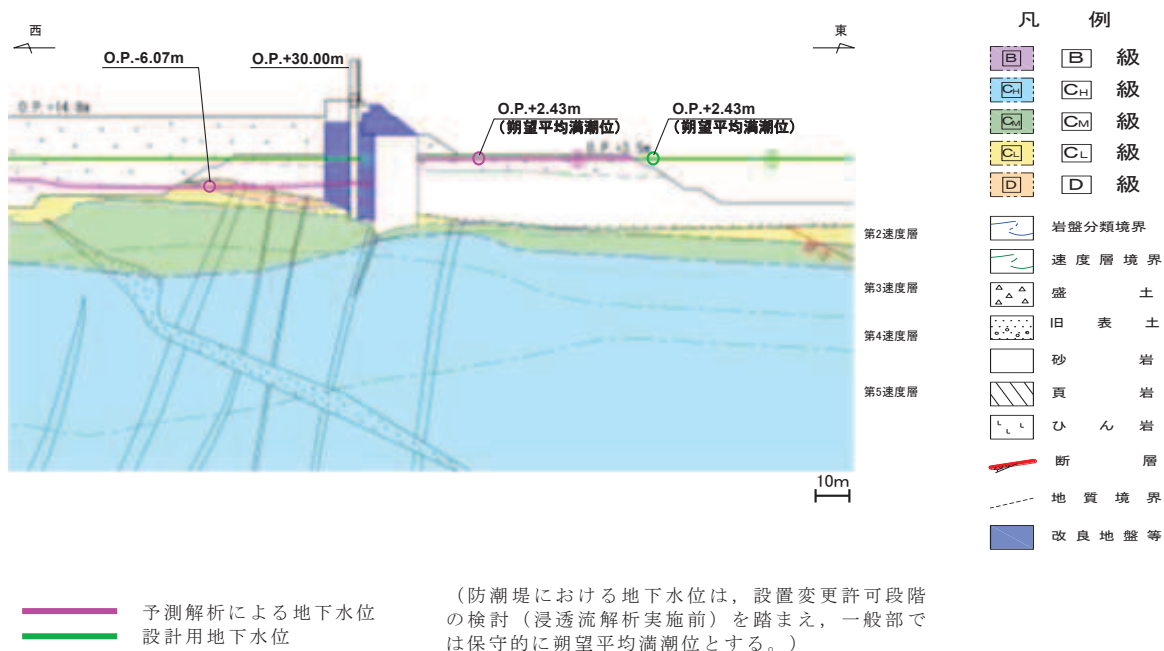 西
東
O.P.-6.07m
O.P.+30.00m
O.P.+14.8m
O.P.+2.43m
(朔望平均満潮位)
O.P.+2.43m
(朔望平均満潮位)
O.P.+3.5m
第2速度層
第3速度層
第4速度層
第5速度層
10m
凡 例
B B 級
CH CH 級
CM CM 級
CL CL 級
D D 級
岩盤分類境界
速度層境界
盛 土
旧 表 土
砂 岩
頁 岩
ひ ん 岩
断 層
地 質 境 界
改 良 地 盤 等
予測解析による地下水位
設計用地下水位
(防潮堤における地下水位は,設置変更許可段階
の検討(浸透流解析実施前)を踏まえ,一般部で
は保守的に朔望平均満潮位とする。)